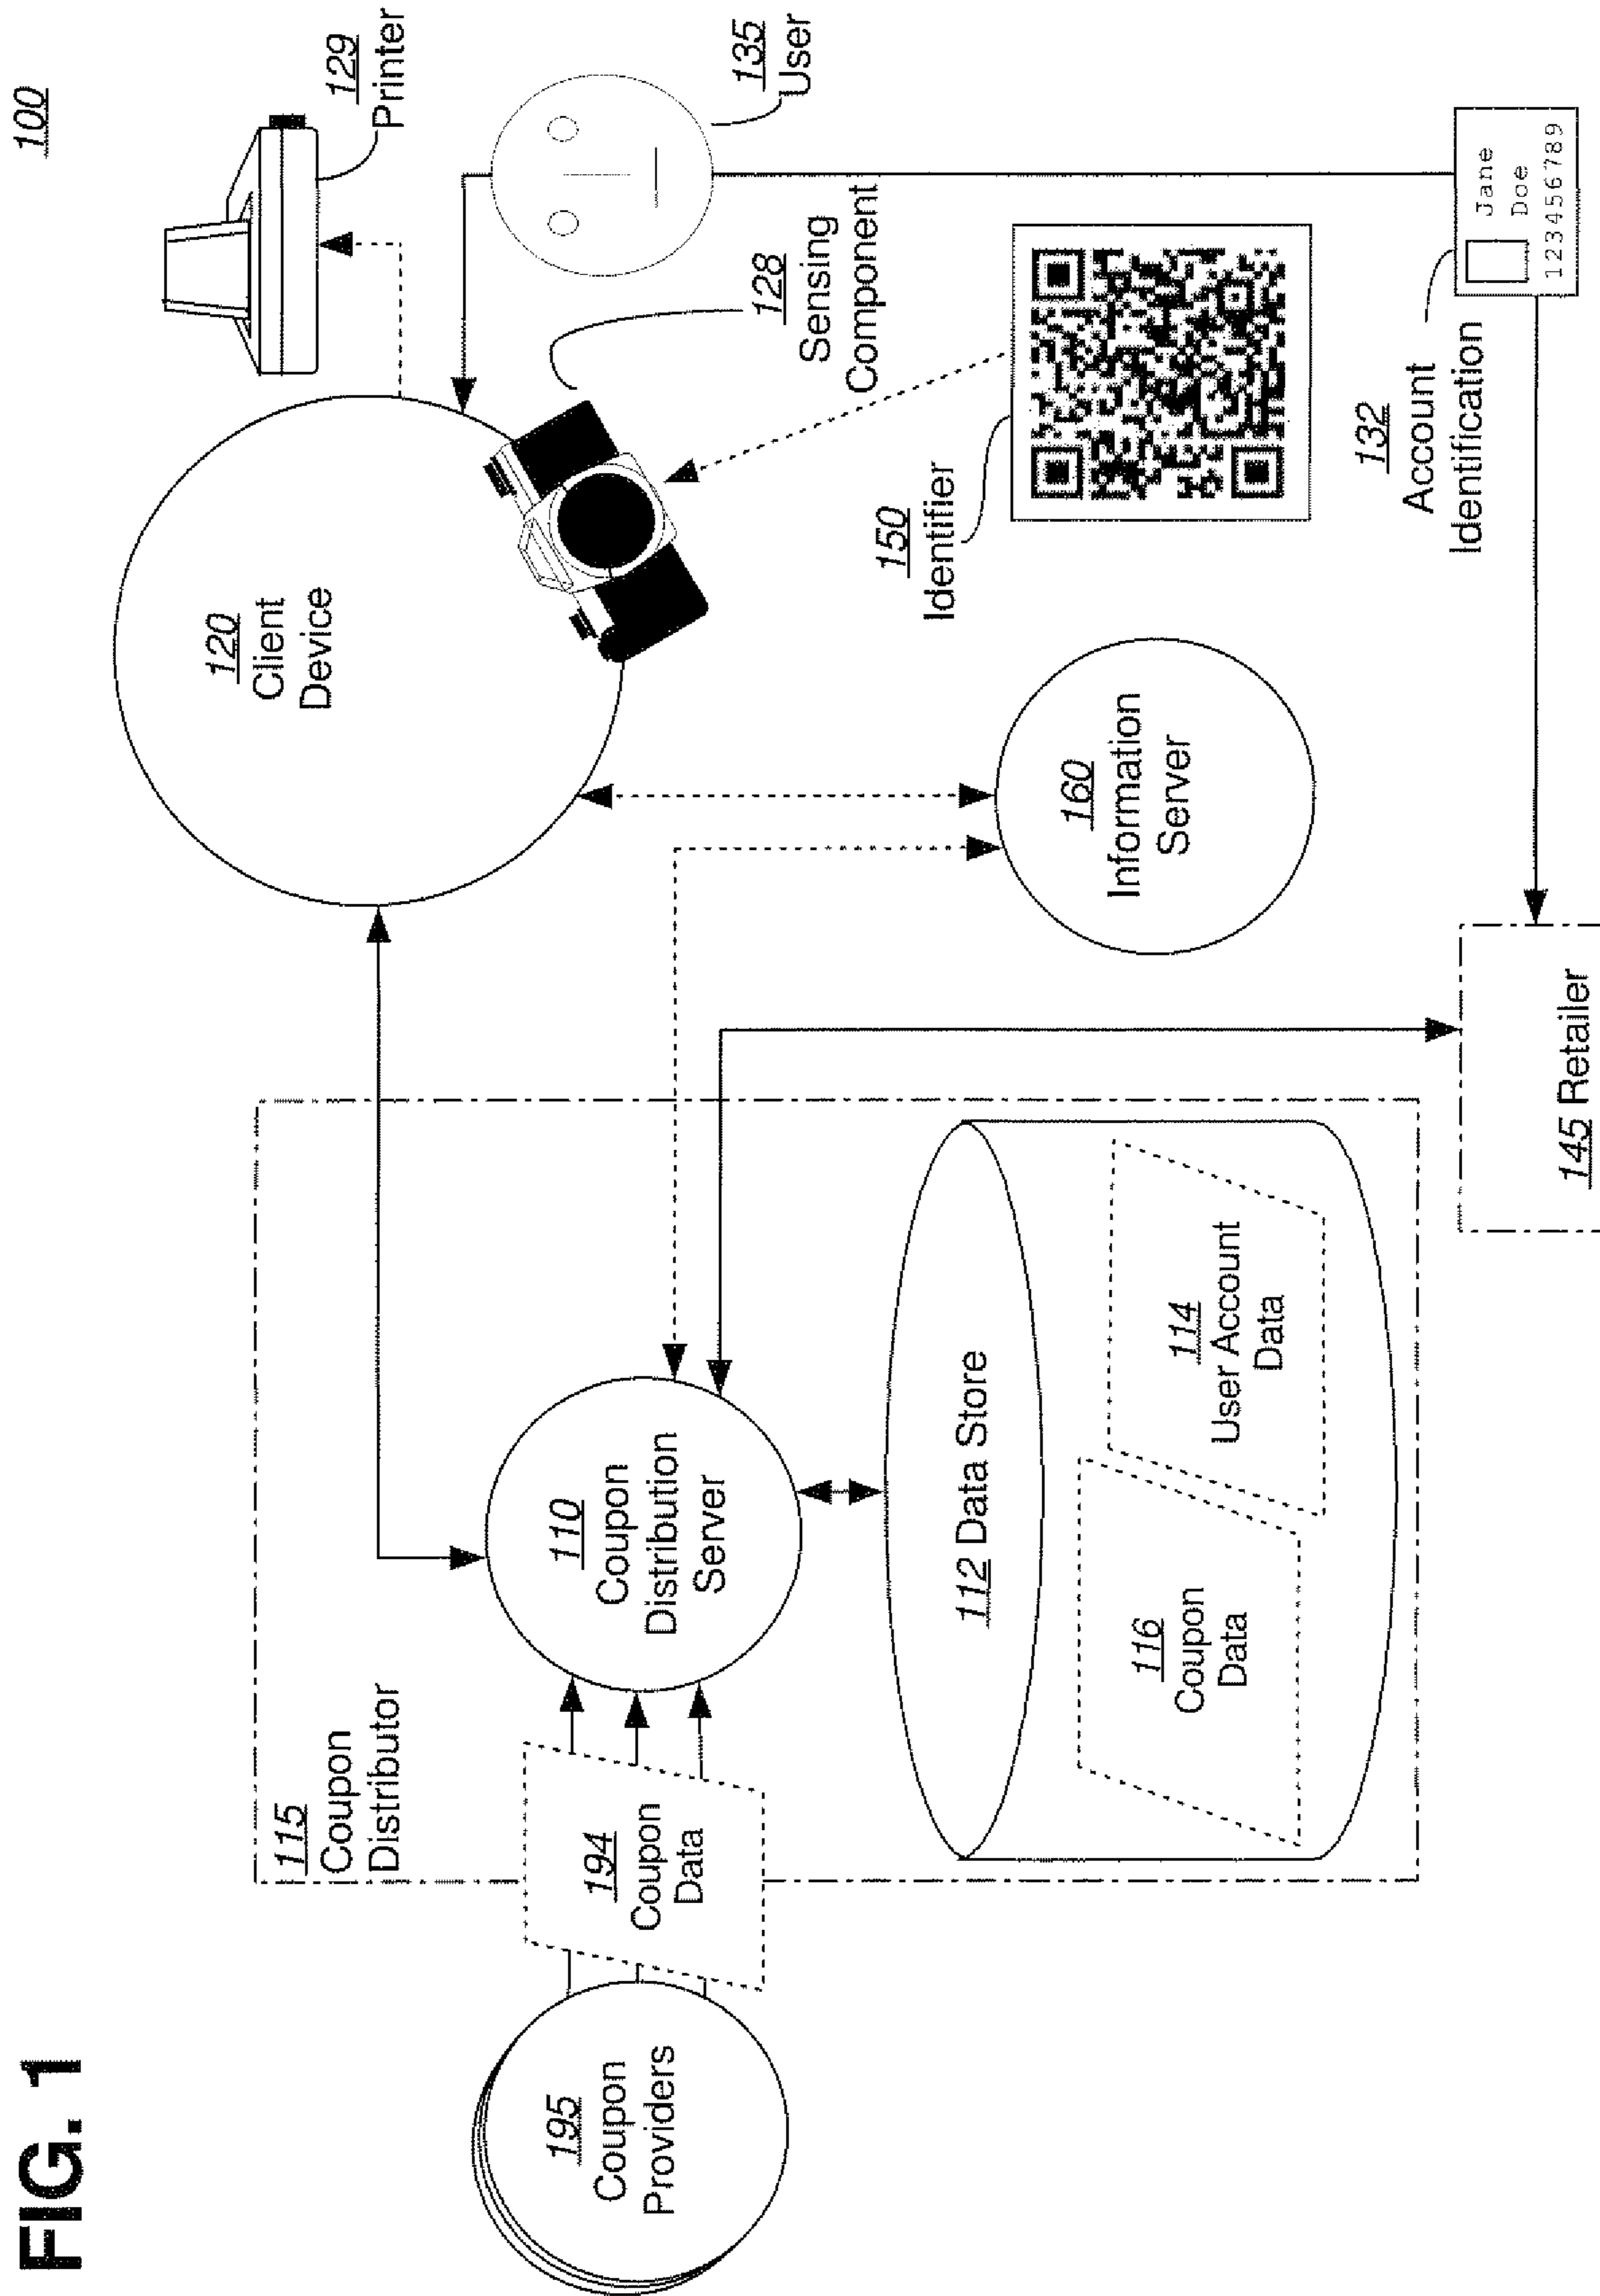 FIG. 1
100
115
Coupon
Distributor
120
Client
Device
129
Printer
135
User
128
Sensing
Component
195
Coupon
Providers
194
Coupon
Data
110
Coupon
Distribution
Server
150
Identifier
160
Information
Server
112 Data Store
116
Coupon
Data
114
User Account
Data
132
Account
Identification
Jane
Doe
123456789
145 Retailer